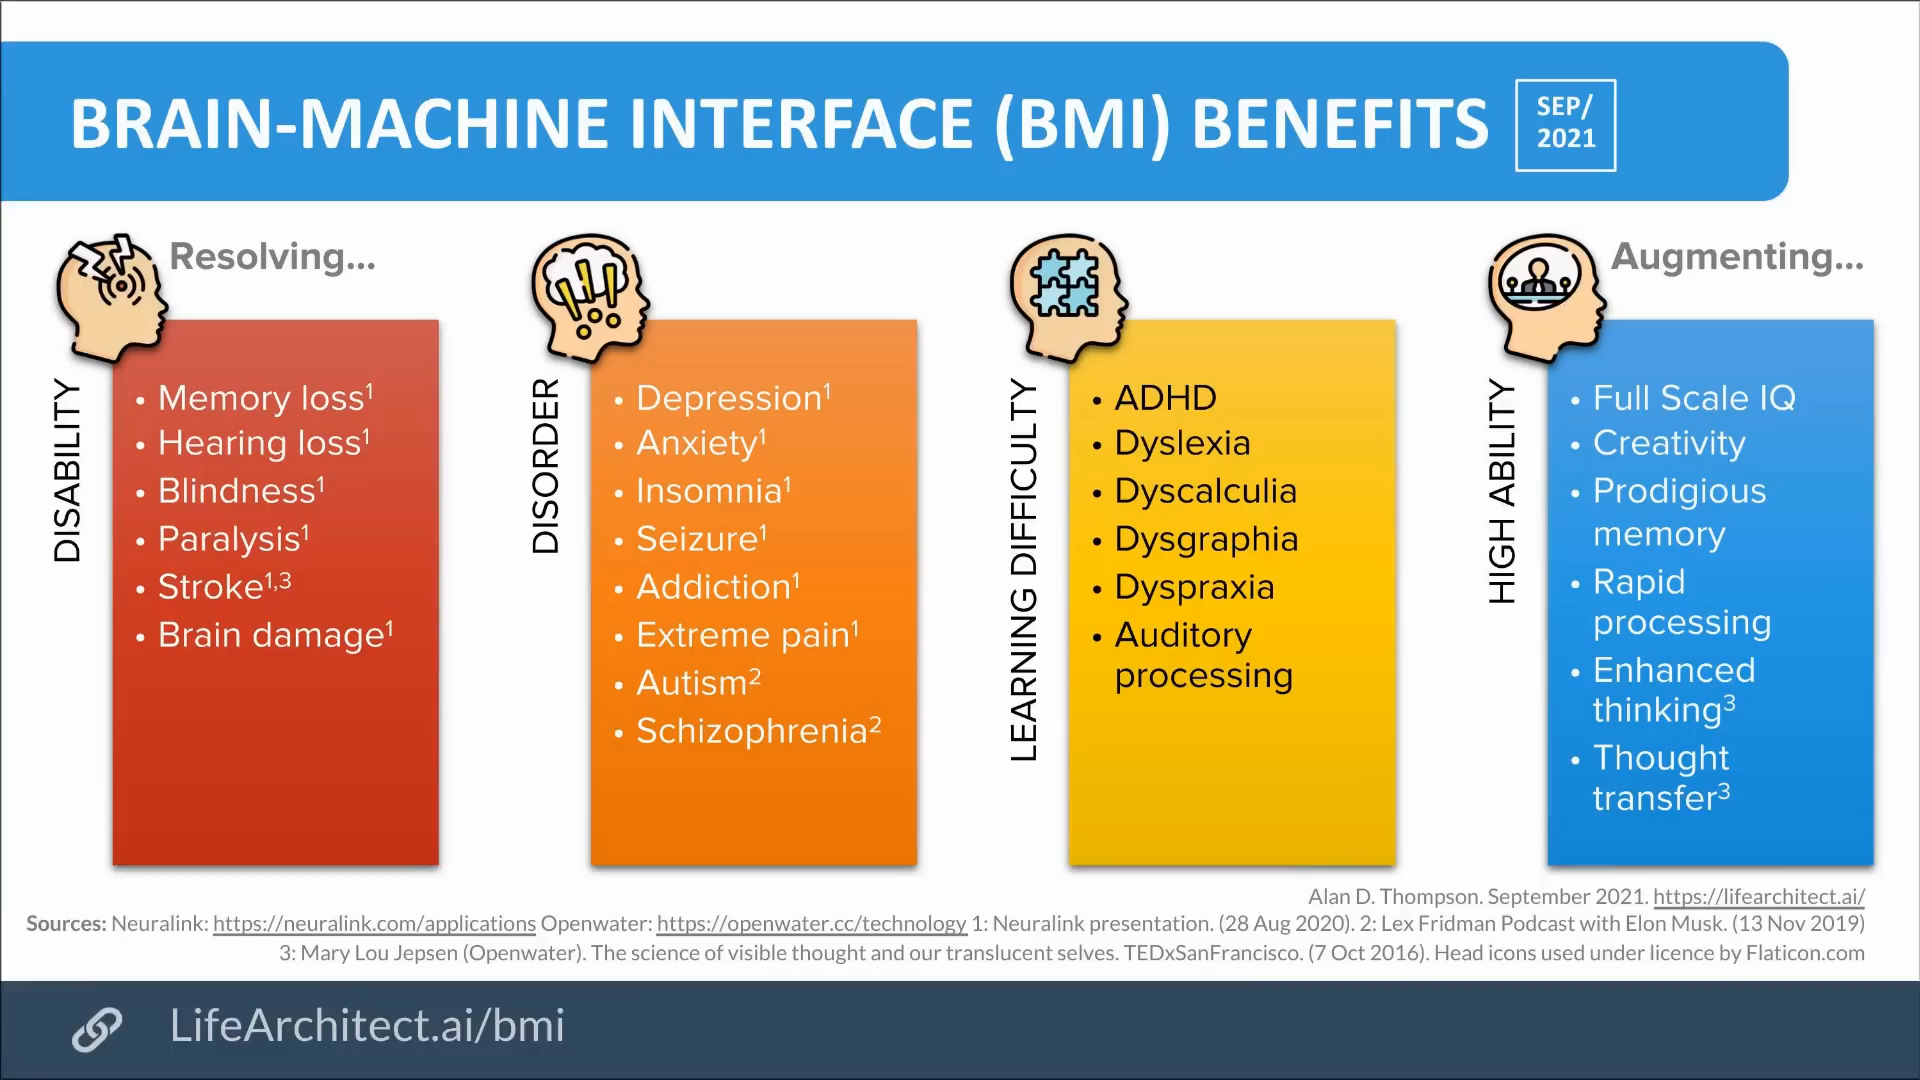 BRAIN-MACHINE INTERFACE (BMI) BENEFITS
SEP/
2021
Resolving...
DISABILITY
• Memory loss¹
• Hearing loss¹
• Blindness¹
• Paralysis¹
• Stroke¹,³
• Brain damage¹
DISORDER
• Depression¹
• Anxiety¹
• Insomnia¹
• Seizure¹
• Addiction¹
• Extreme pain¹
• Autism²
• Schizophrenia²
LEARNING DIFFICULTY
• ADHD
• Dyslexia
• Dyscalculia
• Dysgraphia
• Dyspraxia
• Auditory
processing
Augmenting...
HIGH ABILITY
• Full Scale IQ
• Creativity
• Prodigious
memory
• Rapid
processing
• Enhanced
thinking³
• Thought
transfer³
Alan D. Thompson. September 2021. https://lifearchitect.ai/
Sources: Neuralink: https://neuralink.com/applications Openwater: https://openwater.cc/technology 1: Neuralink presentation. (28 Aug 2020). 2: Lex Fridman Podcast with Elon Musk. (13 Nov 2019)
3: Mary Lou Jepsen (Openwater). The science of visible thought and our translucent selves. TEDxSanFrancisco. (7 Oct 2016). Head icons used under licence by Flaticon.com
LifeArchitect.ai/bmi